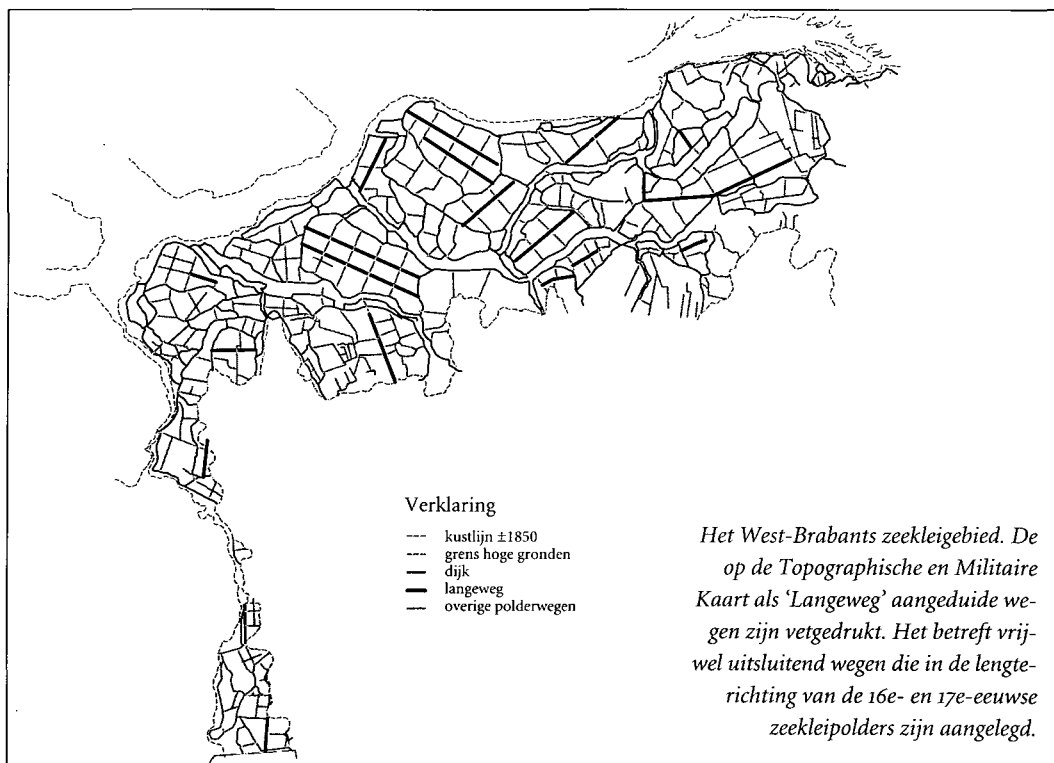 Verklaring
kustlijn ±1850
grens hoge gronden
dijk
langeweg
overige polderwegen
Het West-Brabants zeekleigebied. De
op de Topographische en Militaire
Kaart als ‘Langeweg’ aangeduide we-
gen zijn vetgedrukt. Het betreft vrij-
wel uitsluitend wegen die in de lengte-
richting van de 16e- en 17e-eeuwse
zeekleipolders zijn aangelegd.